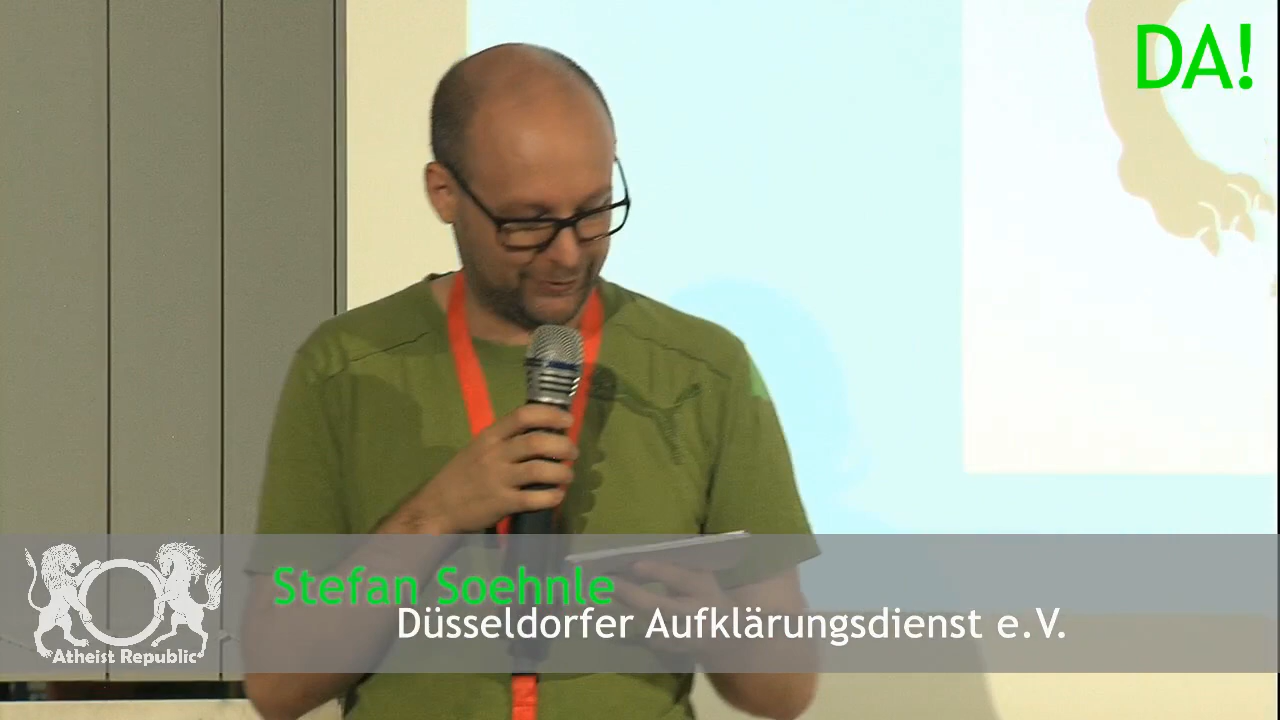 DA!
Stefan Soehnle
Düsseldorfer Aufklärungsdienst e.V.
Atheist Republic